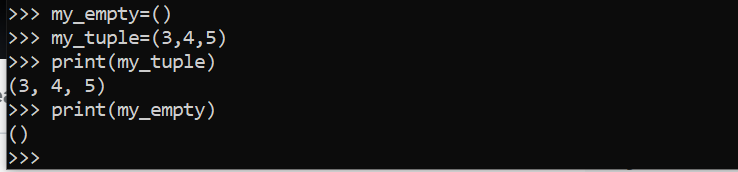 >>> my_empty=()
>>> my_tuple=(3,4,5)
>>> print(my_tuple)
(3, 4, 5)
>>> print(my_empty)
()
>>>